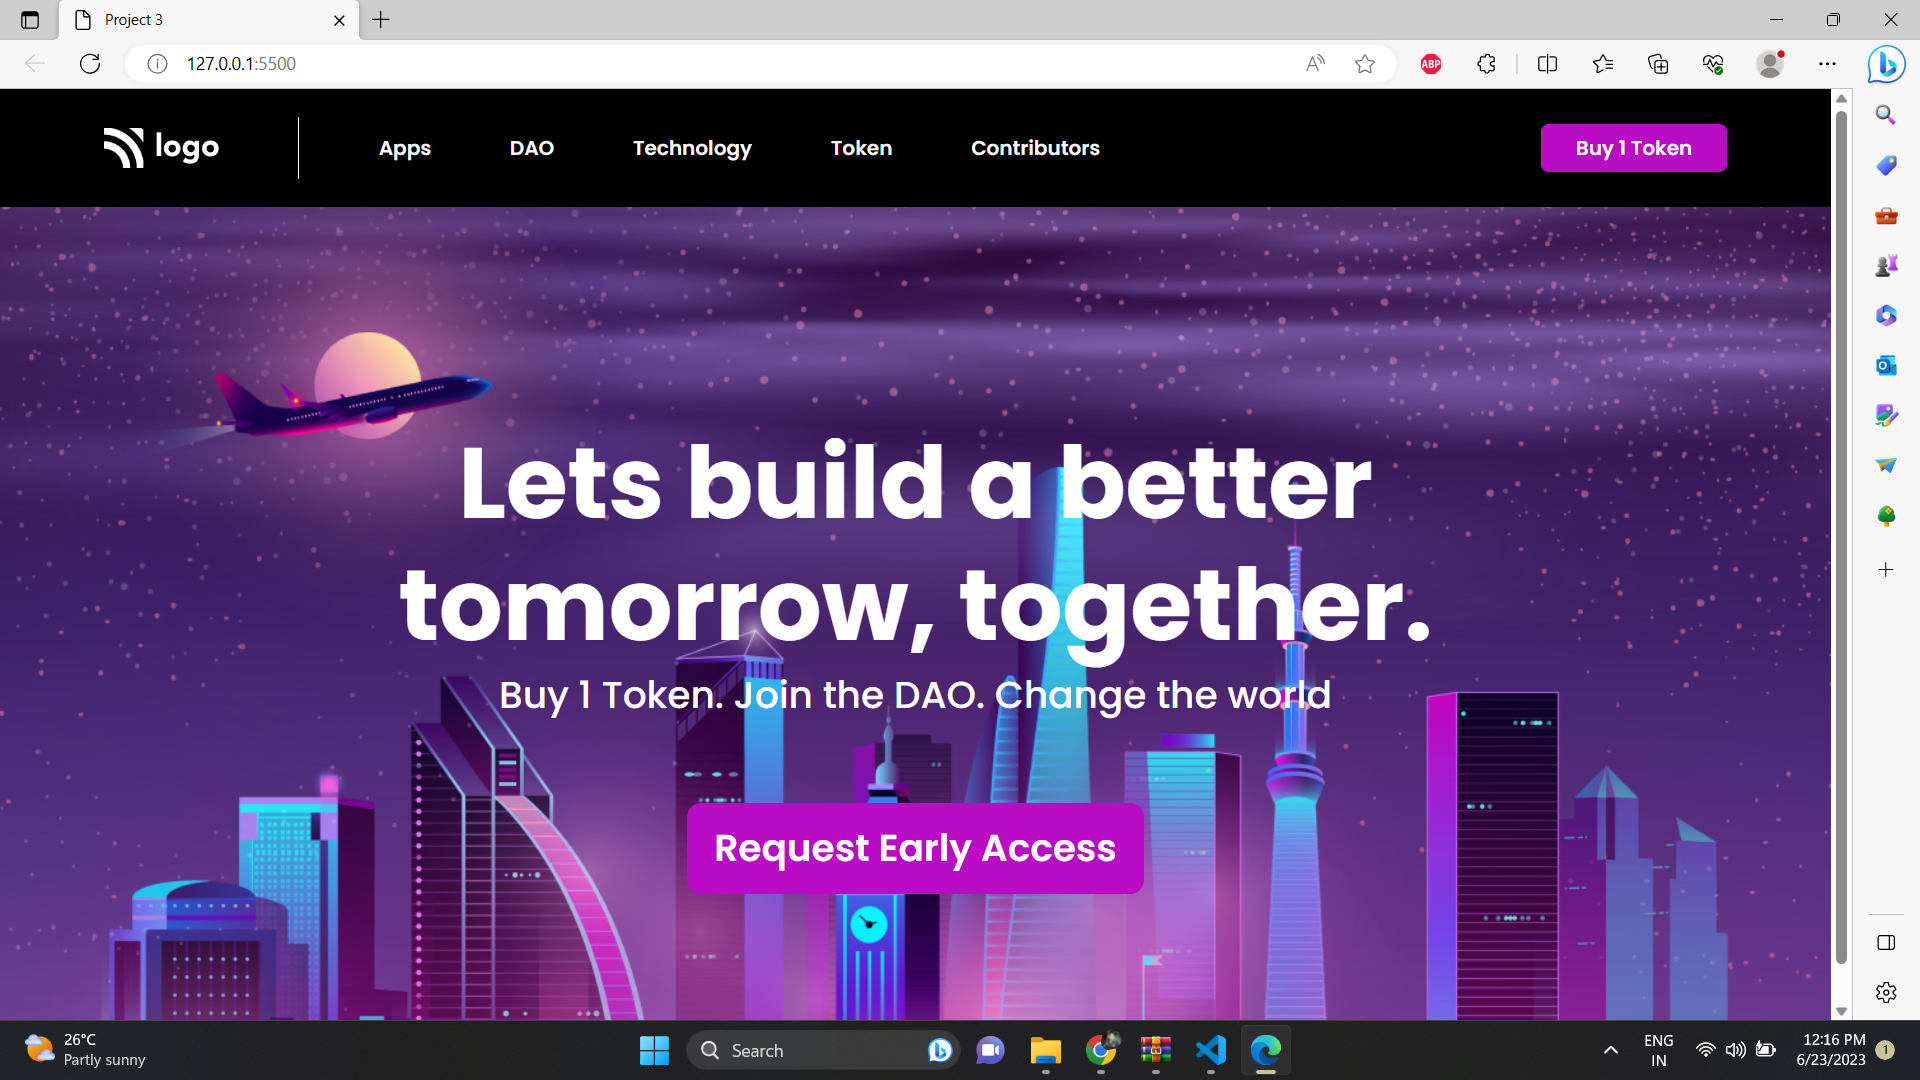 Project 3
127.0.0.1:5500
ABP
logo
Apps
DAO
Technology
Token
Contributors
Buy 1 Token
Lets build a better
tomorrow, together.
Buy 1 Token. Join the DAO. Change the world
Request Early Access
26°C
Partly sunny
Search
ENG
IN
12:16 PM
6/23/2023
1